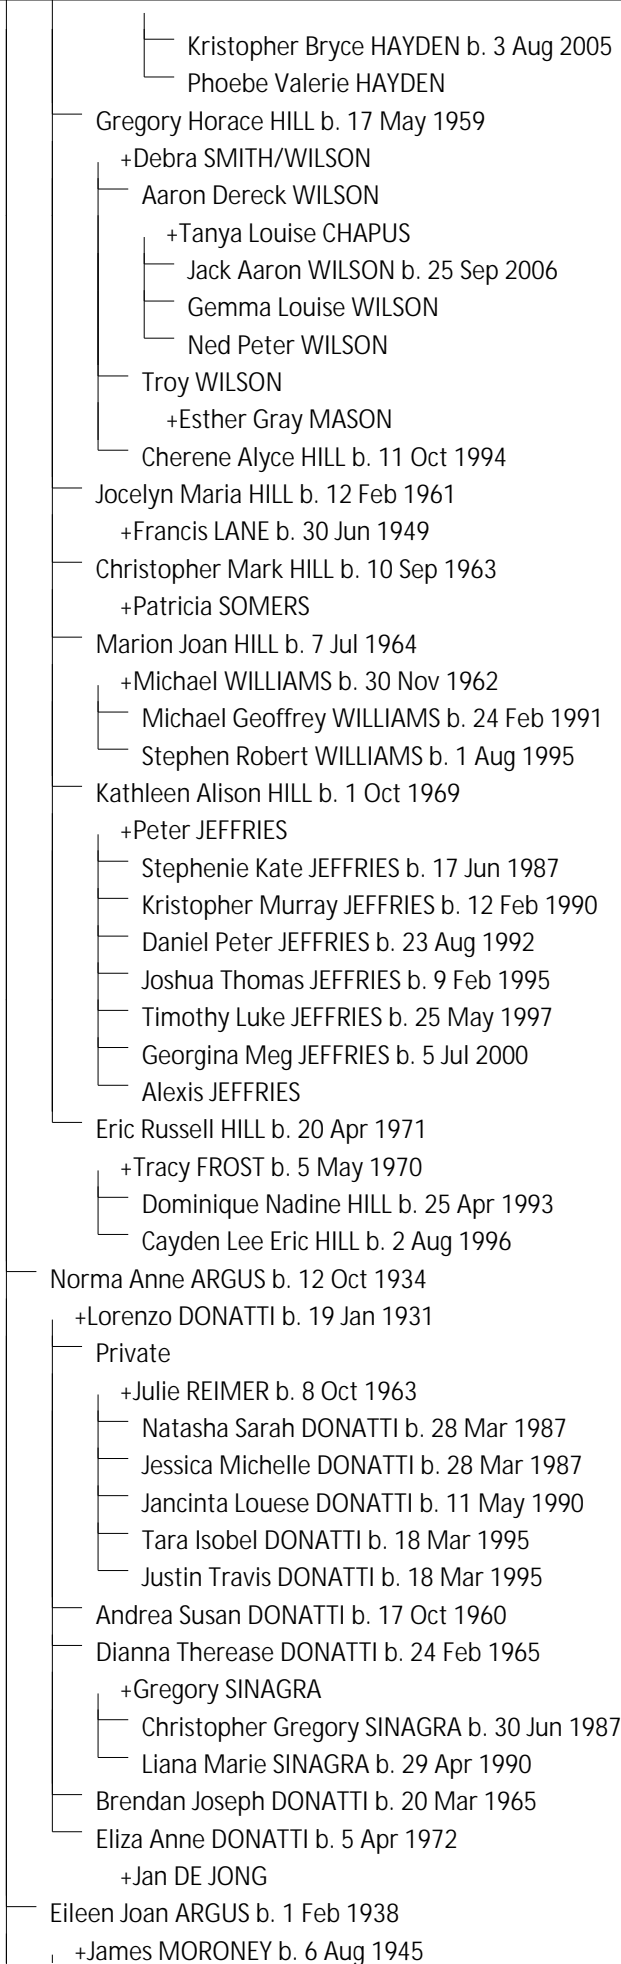 Kristopher Bryce HAYDEN b. 3 Aug 2005
Phoebe Valerie HAYDEN
Gregory Horace HILL b. 17 May 1959
+Debra SMITH/WILSON
Aaron Dereck WILSON
+Tanya Louise CHAPUS
Jack Aaron WILSON b. 25 Sep 2006
Gemma Louise WILSON
Ned Peter WILSON
Troy WILSON
+Esther Gray MASON
Cherene Alyce HILL b. 11 Oct 1994
Jocelyn Maria HILL b. 12 Feb 1961
+Francis LANE b. 30 Jun 1949
Christopher Mark HILL b. 10 Sep 1963
+Patricia SOMERS
Marion Joan HILL b. 7 Jul 1964
+Michael WILLIAMS b. 30 Nov 1962
Michael Geoffrey WILLIAMS b. 24 Feb 1991
Stephen Robert WILLIAMS b. 1 Aug 1995
Kathleen Alison HILL b. 1 Oct 1969
+Peter JEFFRIES
Stephenie Kate JEFFRIES b. 17 Jun 1987
Kristopher Murray JEFFRIES b. 12 Feb 1990
Daniel Peter JEFFRIES b. 23 Aug 1992
Joshua Thomas JEFFRIES b. 9 Feb 1995
Timothy Luke JEFFRIES b. 25 May 1997
Georgina Meg JEFFRIES b. 5 Jul 2000
Alexis JEFFRIES
Eric Russell HILL b. 20 Apr 1971
+Tracy FROST b. 5 May 1970
Dominique Nadine HILL b. 25 Apr 1993
Cayden Lee Eric HILL b. 2 Aug 1996
Norma Anne ARGUS b. 12 Oct 1934
+Lorenzo DONATTI b. 19 Jan 1931
Private
+Julie REIMER b. 8 Oct 1963
Natasha Sarah DONATTI b. 28 Mar 1987
Jessica Michelle DONATTI b. 28 Mar 1987
Jancinta Louese DONATTI b. 11 May 1990
Tara Isobel DONATTI b. 18 Mar 1995
Justin Travis DONATTI b. 18 Mar 1995
Andrea Susan DONATTI b. 17 Oct 1960
Dianna Therease DONATTI b. 24 Feb 1965
+Gregory SINAGRA
Christopher Gregory SINAGRA b. 30 Jun 1987
Liana Marie SINAGRA b. 29 Apr 1990
Brendan Joseph DONATTI b. 20 Mar 1965
Eliza Anne DONATTI b. 5 Apr 1972
+Jan DE JONG
Eileen Joan ARGUS b. 1 Feb 1938
+James MORONEY b. 6 Aug 1945